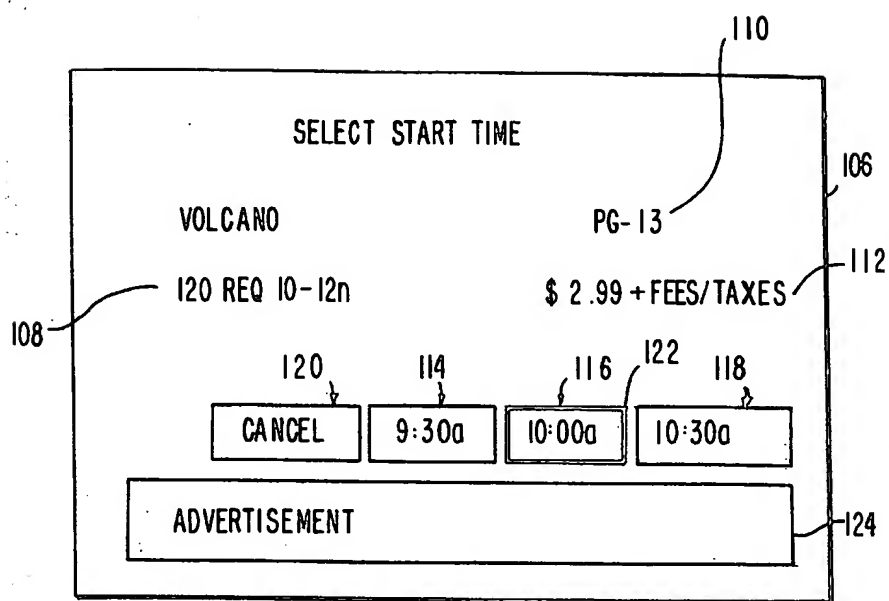 110
SELECT START TIME
106
VOLCANO PG-13
120 REQ 10-12n $ 2.99 + FEES/TAXES 112
108
120 114 116 122 118
CANCEL 9:30a 10:00a 10:30a
ADVERTISEMENT
124